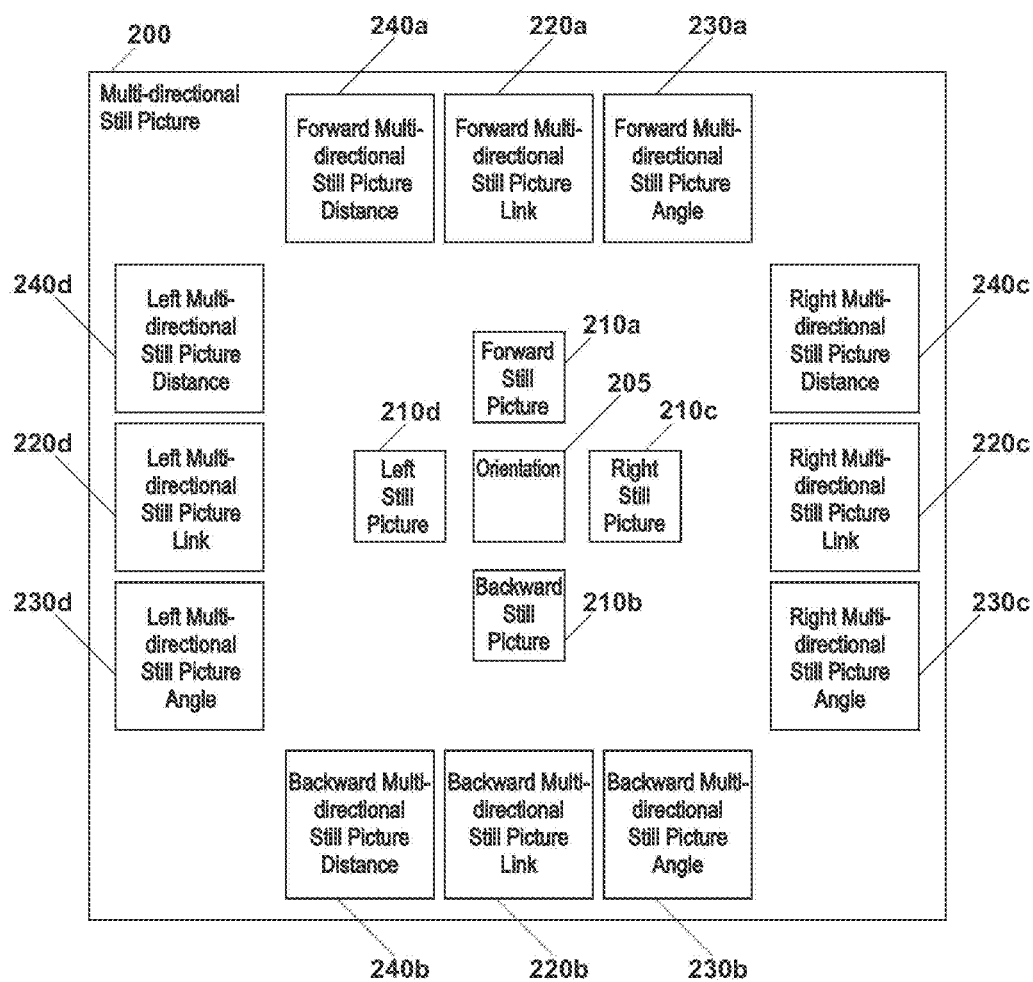 240a
220a
230a
200
Multi-directional
Still Picture
Forward Multi-
directional
Still Picture
Distance
Forward Multi-
directional
Still Picture
Link
Forward Multi-
directional
Still Picture
Angle
240d
Left Multi-
directional
Still Picture
Distance
220d
Left Multi-
directional
Still Picture
Link
230d
Left Multi-
directional
Still Picture
Angle
210a
Forward
Still
Picture
205
210d
Left
Still
Picture
Orientation
210c
Right
Still
Picture
Backward
Still
Picture
210b
Right Multi-
directional
Still Picture
Distance
240c
Right Multi-
directional
Still Picture
Link
220c
Right Multi-
directional
Still Picture
Angle
230c
Backward Multi-
directional
Still Picture
Distance
Backward Multi-
directional
Still Picture
Link
Backward Multi-
directional
Still Picture
Angle
240b
220b
230b